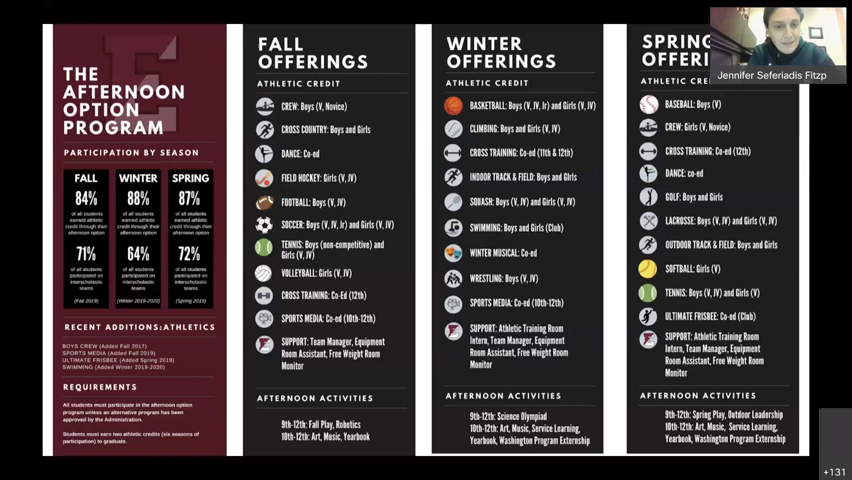 THE
AFTERNOON
OPTION
PROGRAM
PARTICIPATION BY SEASON
FALL
84%
of all students
earned athletic
credit through their
afternoon option
71%
of all students
participated on
interscholastic
teams
(Fall 2019)
WINTER
88%
of all students
earned athletic
credit through their
afternoon option
64%
of all students
participated on
interscholastic
teams
(Winter 2019-2020)
SPRING
87%
of all students
earned athletic
credit through their
afternoon option
72%
of all students
participated on
interscholastic
teams
(Spring 2019)
RECENT ADDITIONS:ATHLETICS
BOYS CREW (Added Fall 2017)
SPORTS MEDIA (Added Fall 2019)
ULTIMATE FRISBEE (Added Spring 2019)
SWIMMING (Added Winter 2019-2020)
REQUIREMENTS
All students must participate in the afternoon option
program unless an alternative program has been
approved by the Administration.
Students must earn two athletic credits (six seasons of
participation) to graduate.
FALL
OFFERINGS
ATHLETIC CREDIT
CREW: Boys (V, Novice)
CROSS COUNTRY: Boys and Girls
DANCE: Co-ed
FIELD HOCKEY: Girls (V, JV)
FOOTBALL: Boys (V, JV)
SOCCER: Boys (V, JV, Jr) and Girls (V, JV)
TENNIS: Boys (non-competitive) and
Girls (V, JV)
VOLLEYBALL: Girls (V, JV)
CROSS TRAINING: Co-Ed (12th)
SPORTS MEDIA: Co-ed (10th-12th)
SUPPORT: Team Manager, Equipment
Room Assistant, Free Weight Room
Monitor
AFTERNOON ACTIVITIES
9th-12th: Fall Play, Robotics
10th-12th: Art, Music, Yearbook
WINTER
OFFERINGS
ATHLETIC CREDIT
BASKETBALL: Boys (V, JV, Jr) and Girls (V, JV)
CLIMBING: Boys and Girls (V, JV)
CROSS TRAINING: Co-ed (11th & 12th)
INDOOR TRACK & FIELD: Boys and Girls
SQUASH: Boys (V, JV) and Girls (V, JV)
SWIMMING: Boys and Girls (Club)
WINTER MUSICAL: Co-ed
WRESTLING: Boys (V, JV)
SPORTS MEDIA: Co-ed (10th-12th)
SUPPORT: Athletic Training Room
Intern, Team Manager, Equipment
Room Assistant, Free Weight Room
Monitor
AFTERNOON ACTIVITIES
9th-12th: Science Olympiad
10th-12th: Art, Music, Service Learning,
Yearbook, Washington Program Externship
SPRING
OFFERI
ATHLETIC CRE
BASEBALL: Boys (V)
CREW: Girls (V, Novice)
CROSS TRAINING: Co-ed (12th)
DANCE: co-ed
GOLF: Boys and Girls
LACROSSE: Boys (V, JV) and Girls (V, JV)
OUTDOOR TRACK & FIELD: Boys and Girls
SOFTBALL: Girls (V)
TENNIS: Boys (V, JV) and Girls (V)
ULTIMATE FRISBEE: Co-ed (Club)
SUPPORT: Athletic Training Room
Intern, Team Manager, Equipment
Room Assistant, Free Weight Room
Monitor
AFTERNOON ACTIVITIES
9th-12th: Spring Play, Outdoor Leadership
10th-12th: Art, Music, Service Learning,
Yearbook, Washington Program Externship
Jennifer Seferiadis Fitzp
+131